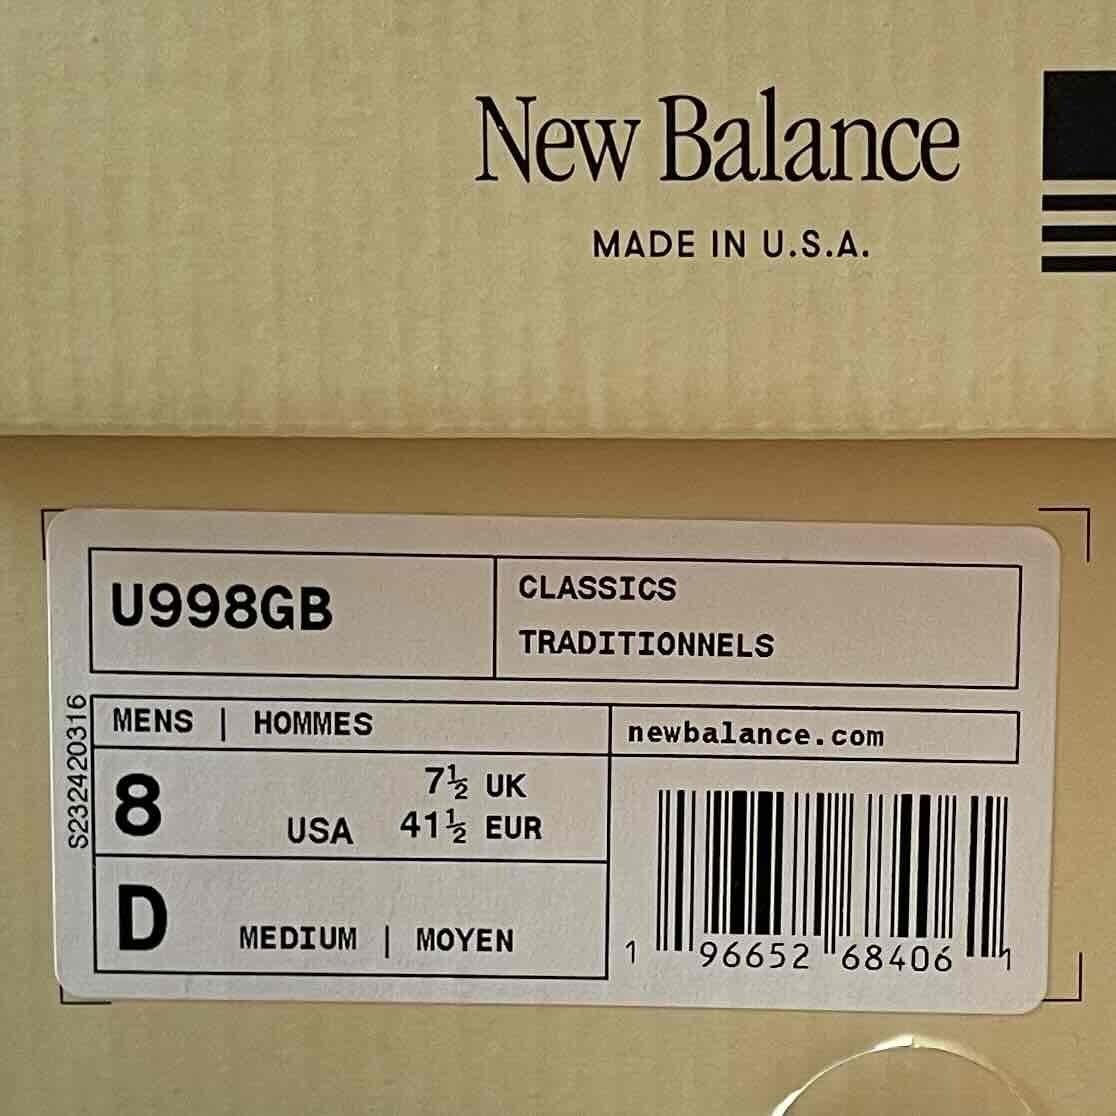 New Balance
MADE IN U.S.A.
U998GB
CLASSICS
TRADITIONNELS
S232420316
MENS | HOMMES
newbalance.com
8 USA
7½ UK
41½ EUR
D MEDIUM | MOYEN
1 96652 68406 1